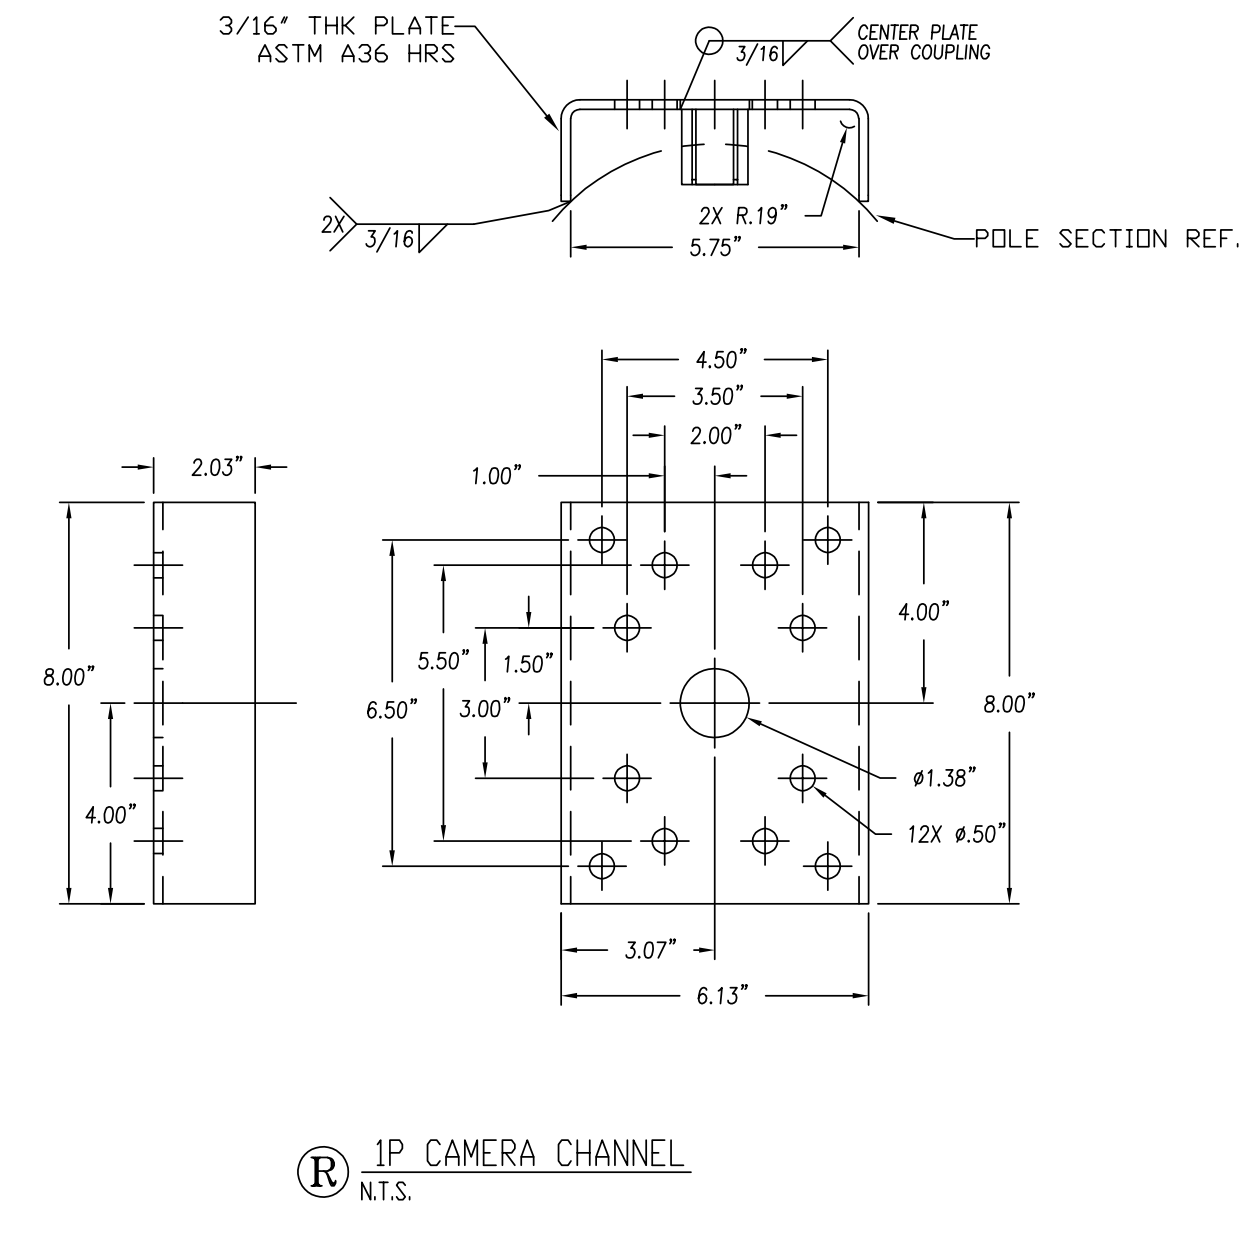 3/16" THK PLATE
ASTM A36 HRS
3/16
CENTER PLATE
OVER COUPLING
2X
3/16
2X R.19"
5.75"
POLE SECTION REF.
4.50"
3.50"
2.00"
1.00"
2.03"
8.00"
4.00"
6.50"
5.50"
3.00"
1.50"
4.00"
8.00"
ø1.38"
12X ø.50"
3.07"
6.13"
R
1P CAMERA CHANNEL
N.T.S.